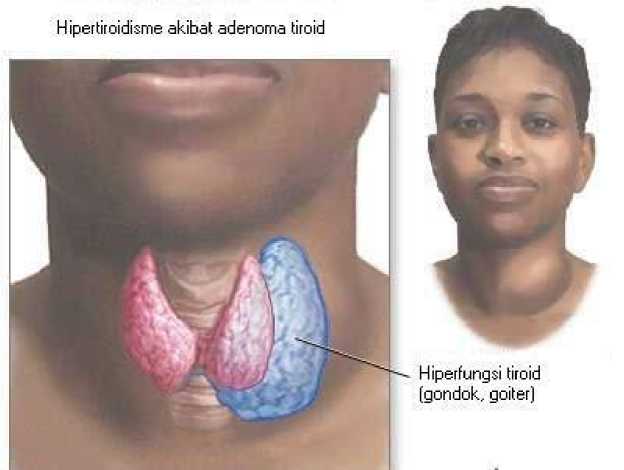 Hipertiroidisme akibat adenoma tiroid
Hiperfungsi tiroid
(gondok, goiter)